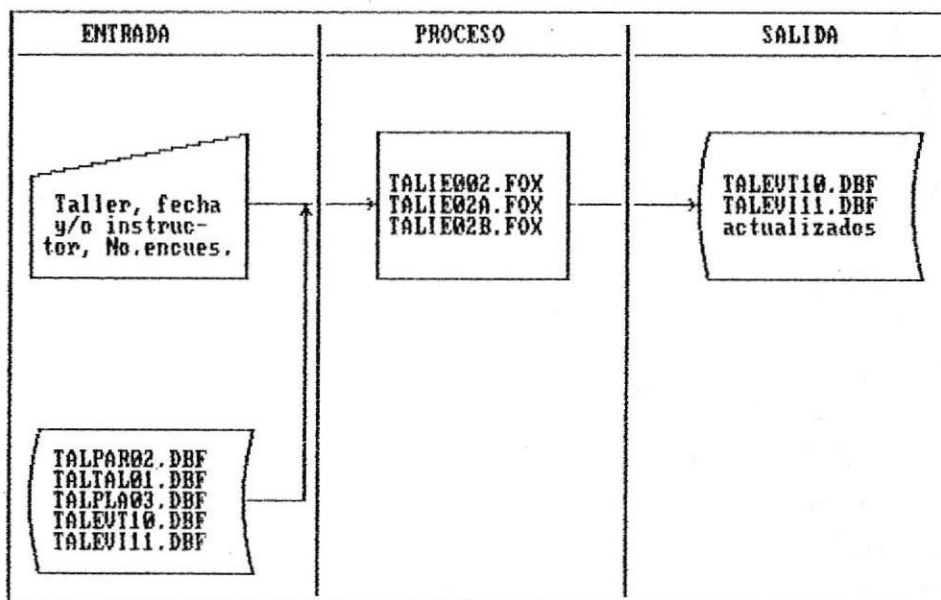 ENTRADA
PROCESO
SALIDA
Taller, fecha
y/o instruc-
tor, No.encues.
TALIE002.FOX
TALIE02A.FOX
TALIE02B.FOX
TALEVT10.DBF
TALEVI11.DBF
actualizados
TALPAR02.DBF
TALTAL01.DBF
TALPLA03.DBF
TALEVT10.DBF
TALEVI11.DBF